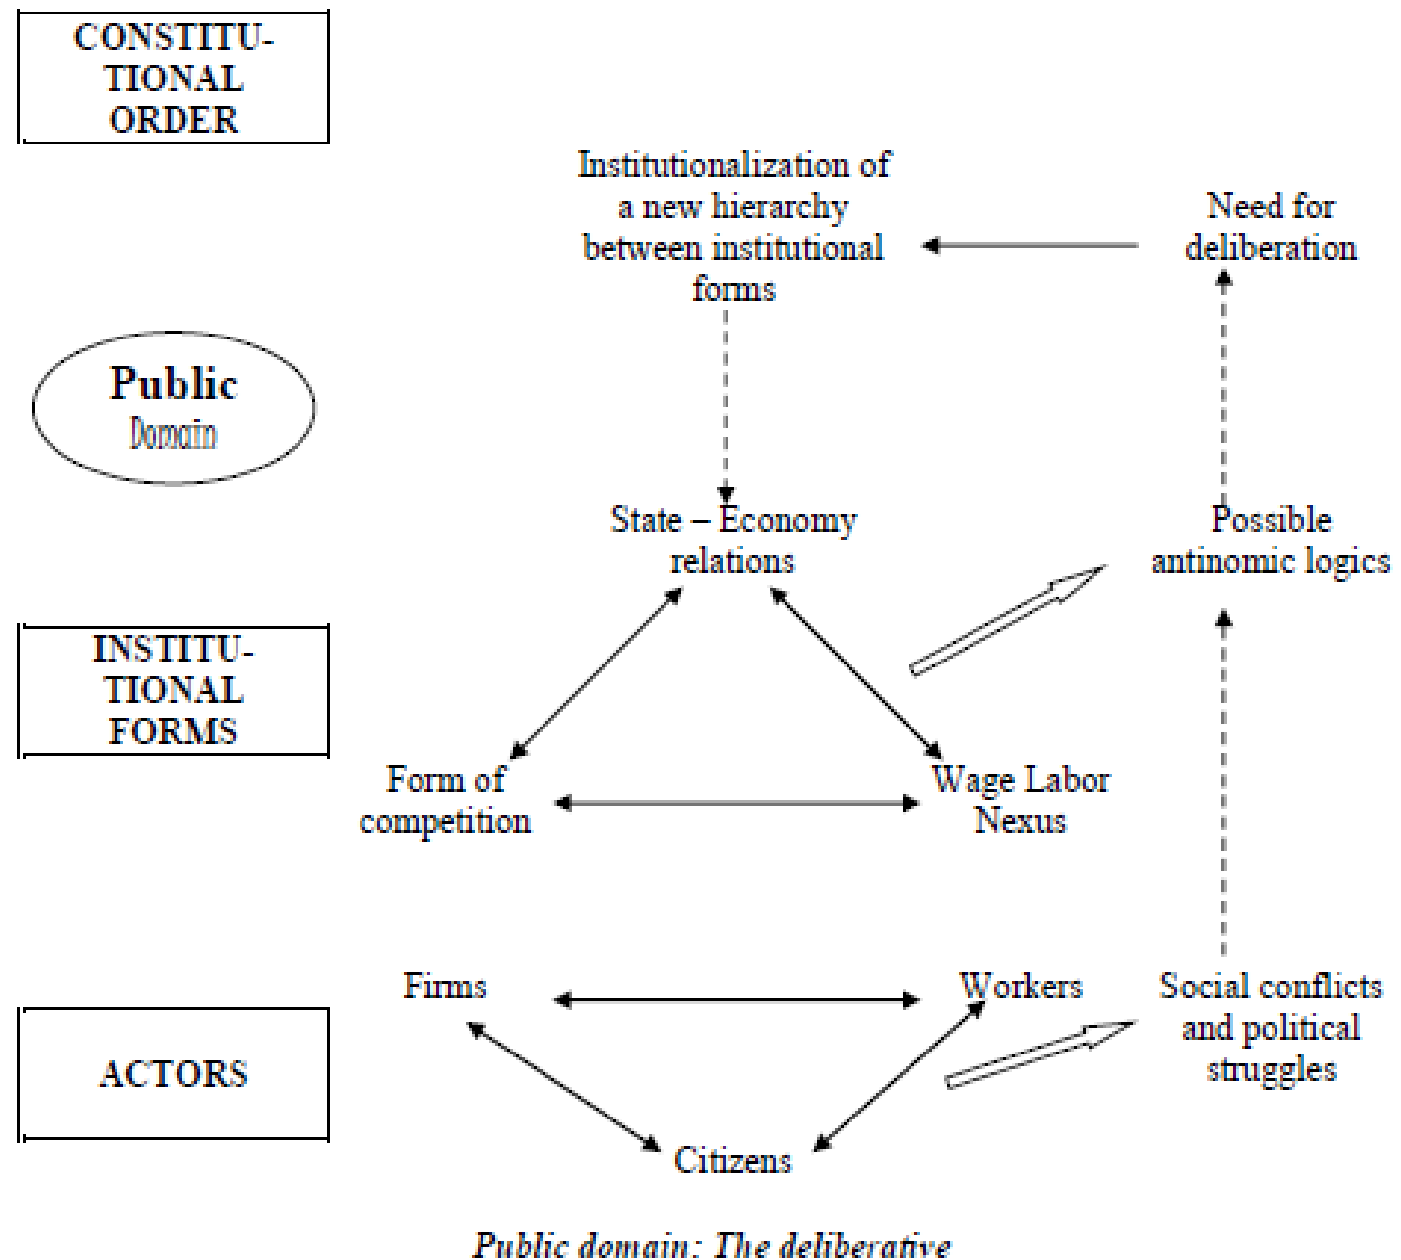 CONSTITU-
TIONAL
ORDER
Institutionalization of
a new hierarchy
between institutional
forms
Need for
deliberation
Public
Domain
State – Economy
relations
Possible
antinomic logics
INSTITU-
TIONAL
FORMS
Form of
competition
Wage Labor
Nexus
Firms
Workers
Social conflicts
and political
struggles
ACTORS
Citizens
Public domain: The deliberative